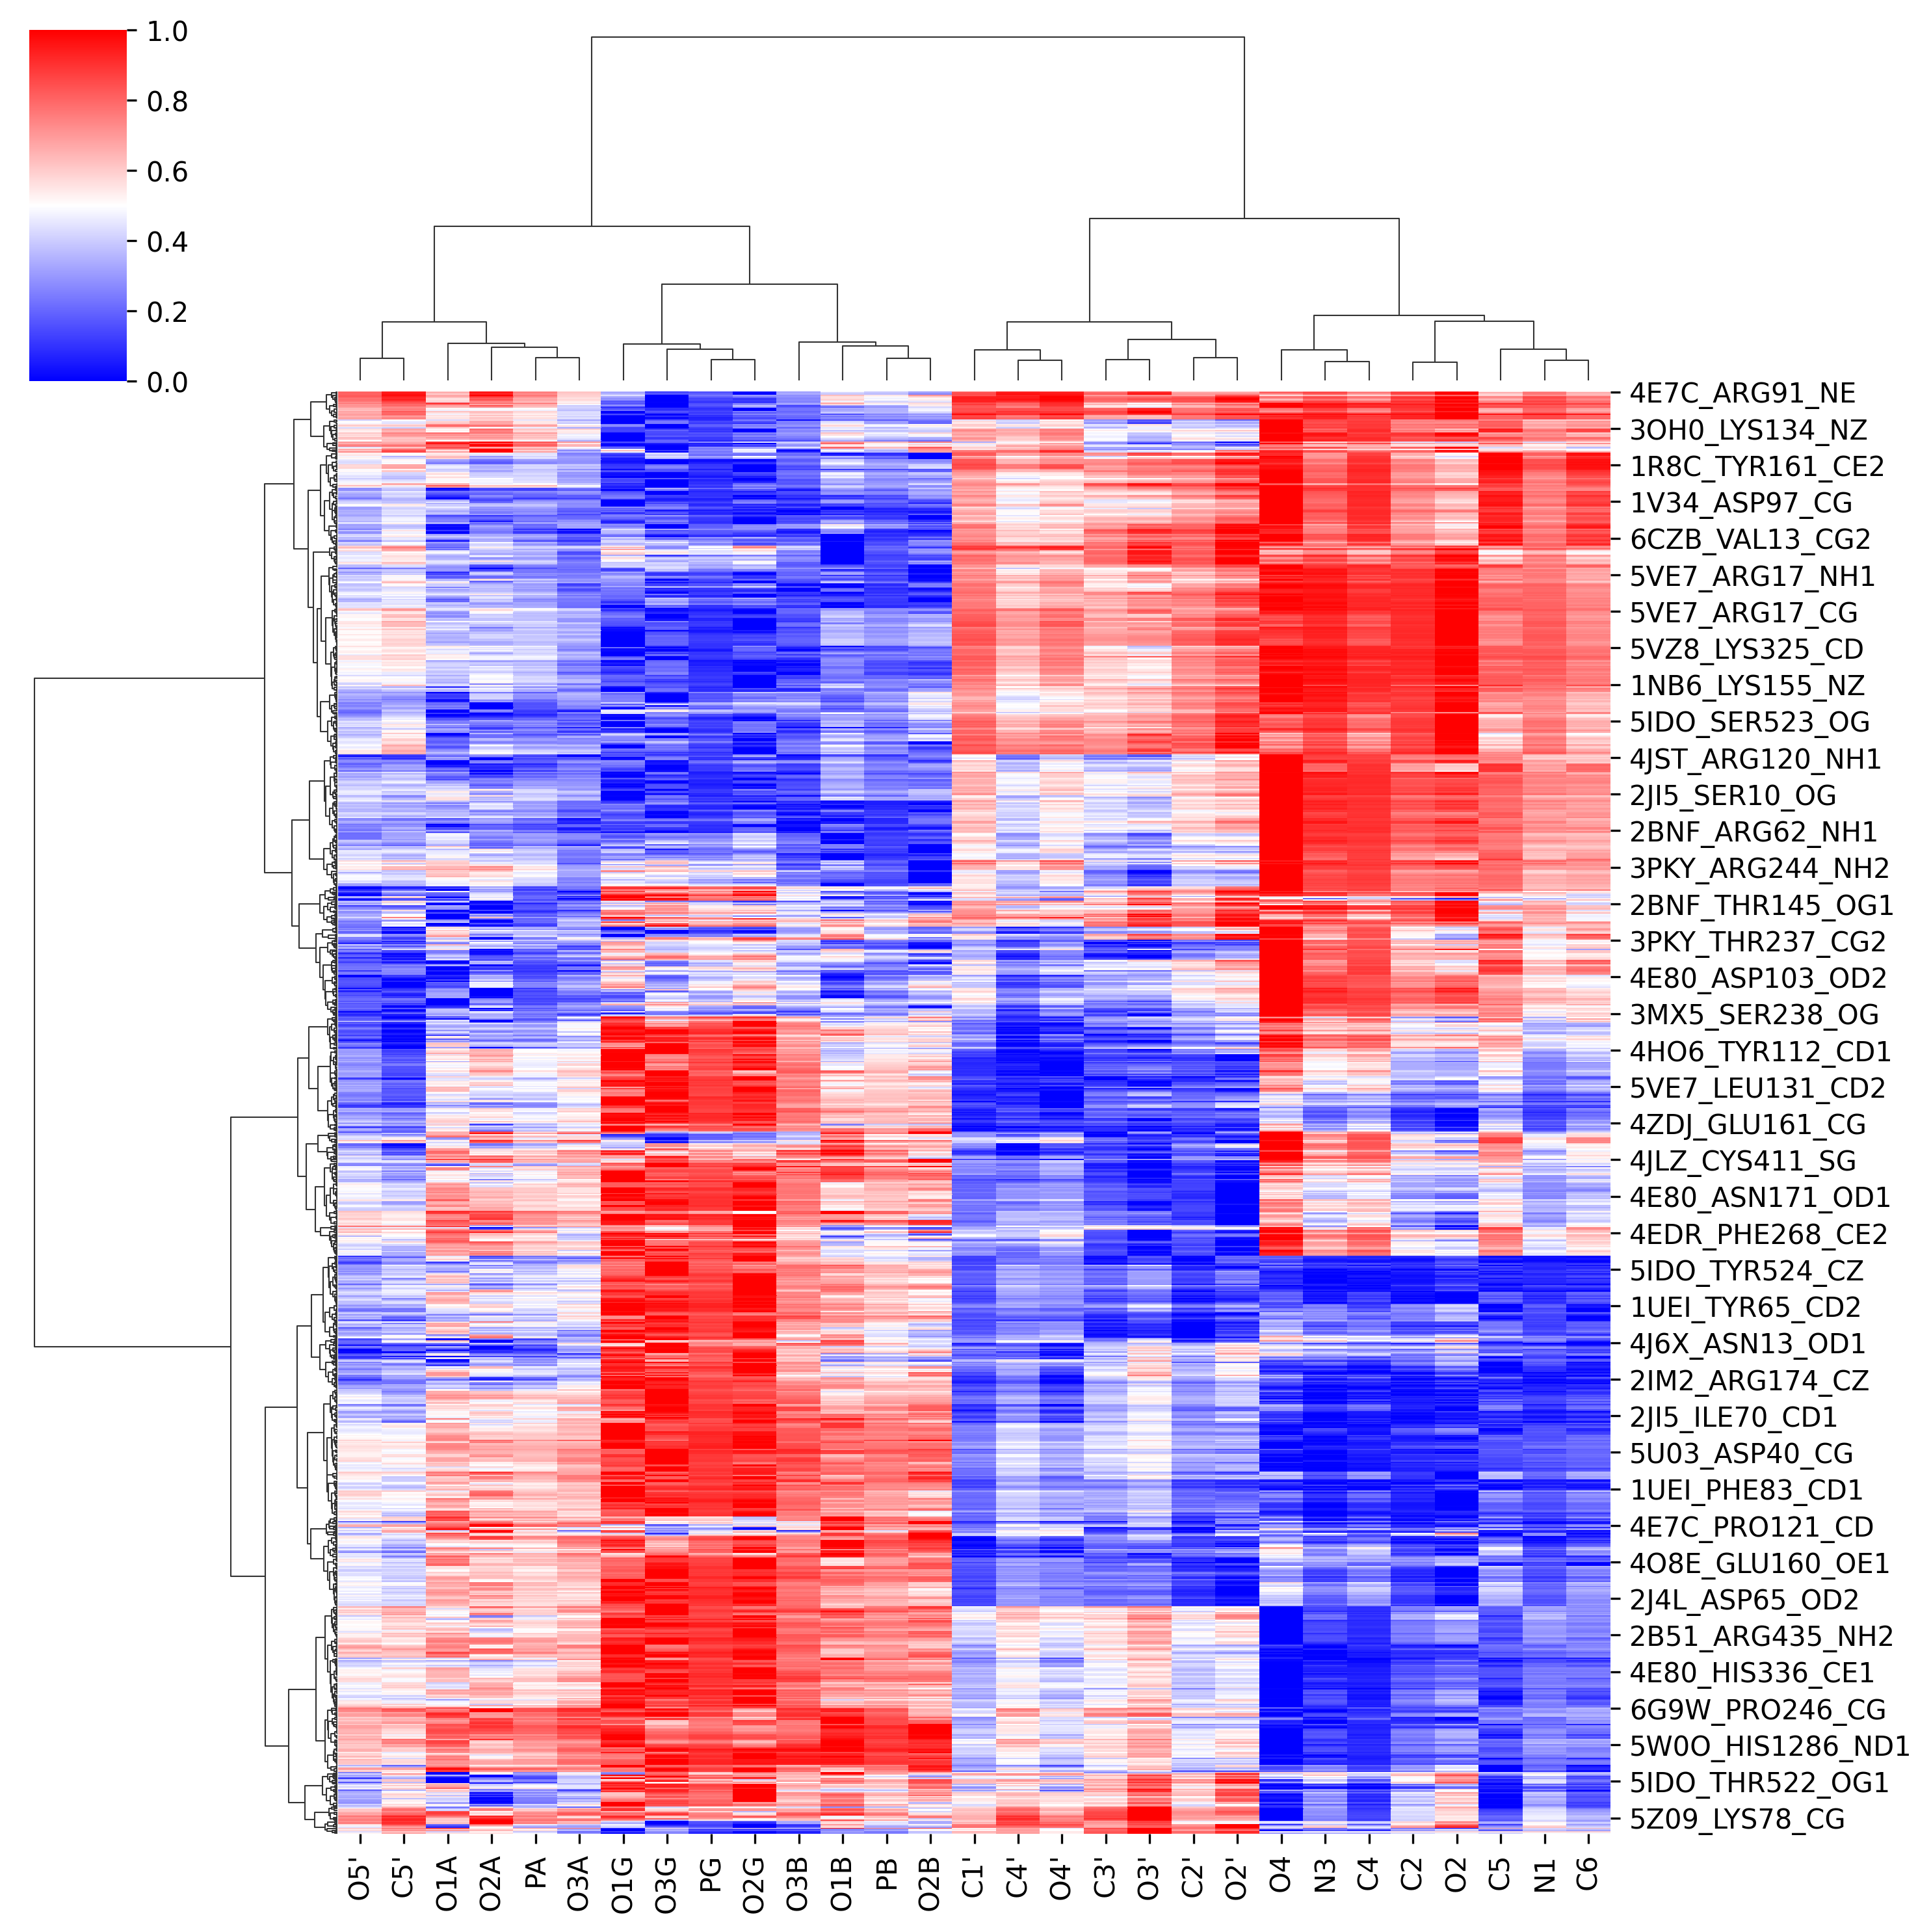 1.0
0.8
0.6
0.4
0.2
0.0
4E7C_ARG91_NE
3OH0_LYS134_NZ
1R8C_TYR161_CE2
1V34_ASP97_CG
6CZB_VAL13_CG2
5VE7_ARG17_NH1
5VE7_ARG17_CG
5VZ8_LYS325_CD
1NB6_LYS155_NZ
5IDO_SER523_OG
4JST_ARG120_NH1
2JI5_SER10_OG
2BNF_ARG62_NH1
3PKY_ARG244_NH2
2BNF_THR145_OG1
3PKY_THR237_CG2
4E80_ASP103_OD2
3MX5_SER238_OG
4HO6_TYR112_CD1
5VE7_LEU131_CD2
4ZDJ_GLU161_CG
4JLZ_CYS411_SG
4E80_ASN171_OD1
4EDR_PHE268_CE2
5IDO_TYR524_CZ
1UEI_TYR65_CD2
4J6X_ASN13_OD1
2IM2_ARG174_CZ
2JI5_ILE70_CD1
5U03_ASP40_CG
1UEI_PHE83_CD1
4E7C_PRO121_CD
4O8E_GLU160_OE1
2J4L_ASP65_OD2
2B51_ARG435_NH2
4E80_HIS336_CE1
6G9W_PRO246_CG
5W0O_HIS1286_ND1
5IDO_THR522_OG1
5Z09_LYS78_CG
O5'
C5'
O1A
O2A
PA
O3A
O1G
O3G
PG
O2G
O3B
O1B
PB
O2B
C1'
C4'
O4'
C3'
O3'
C2'
O2'
O4
N3
C4
C2
O2
C5
N1
C6